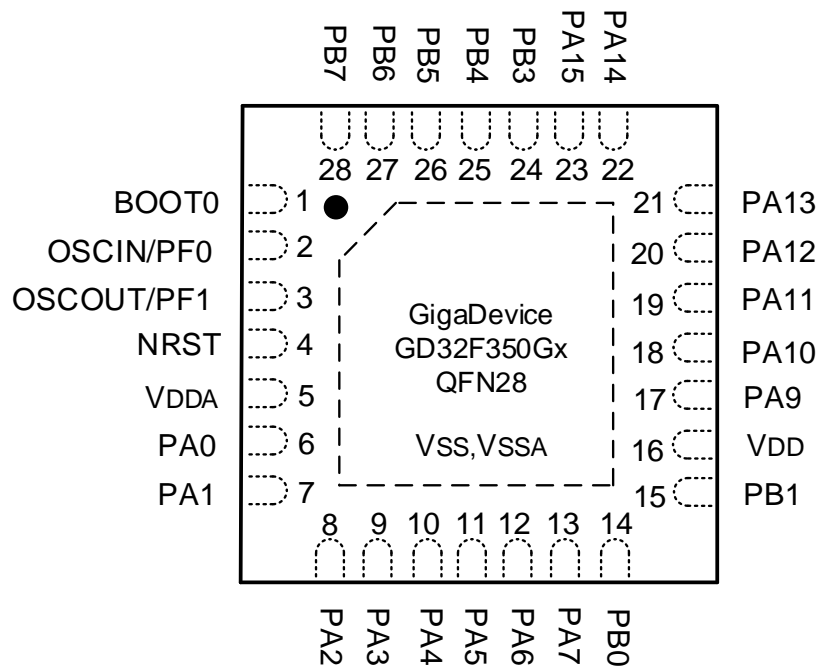 PB7 PB6 PB5 PB4 PB3 PA15 PA14
28 27 26 25 24 23 22
BOOT0 1
OSCIN/PF0 2
OSCOUT/PF1 3
NRST 4
VDDA 5
PA0 6
PA1 7
21 PA13
20 PA12
19 PA11
18 PA10
17 PA9
16 VDD
15 PB1
GigaDevice
GD32F350Gx
QFN28
VSS,VSSA
8 9 10 11 12 13 14
PA2 PA3 PA4 PA5 PA6 PA7 PB0